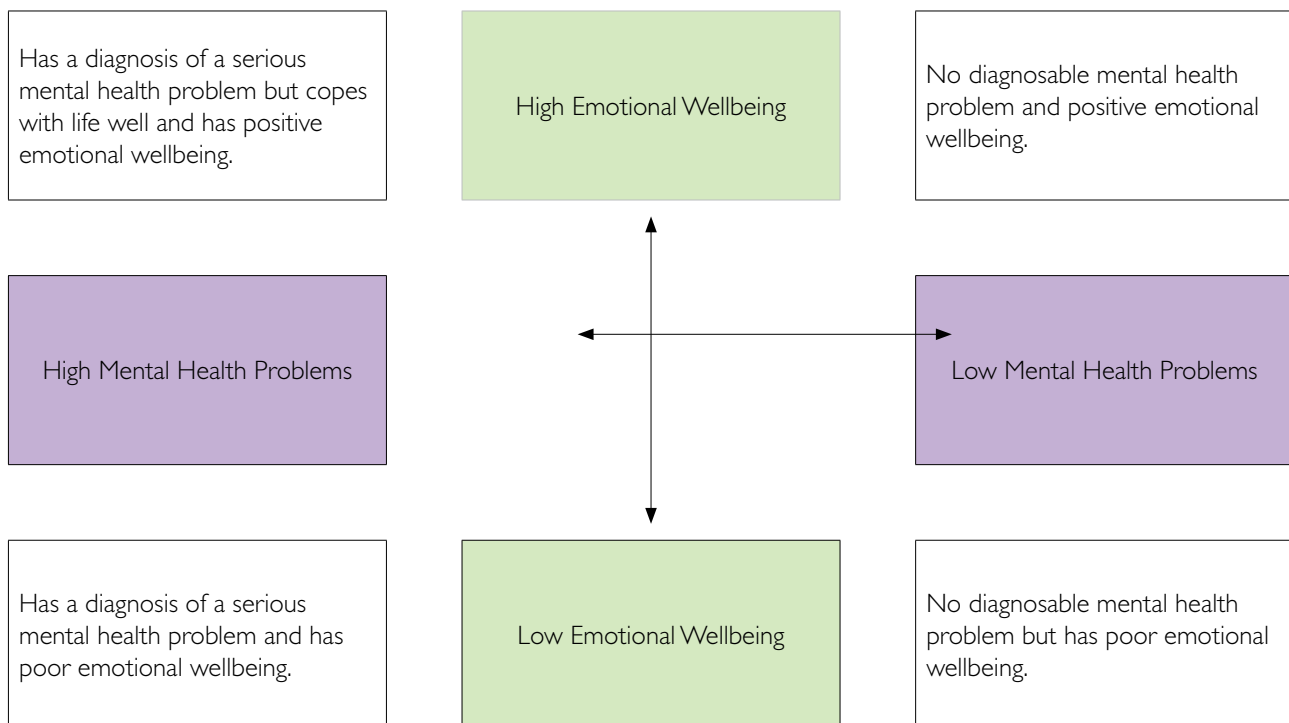 Has a diagnosis of a serious
mental health problem but copes
with life well and has positive
emotional wellbeing.
High Emotional Wellbeing
No diagnosable mental health
problem and positive emotional
wellbeing.
High Mental Health Problems
Low Mental Health Problems
Has a diagnosis of a serious
mental health problem and has
poor emotional wellbeing.
Low Emotional Wellbeing
No diagnosable mental health
problem but has poor emotional
wellbeing.